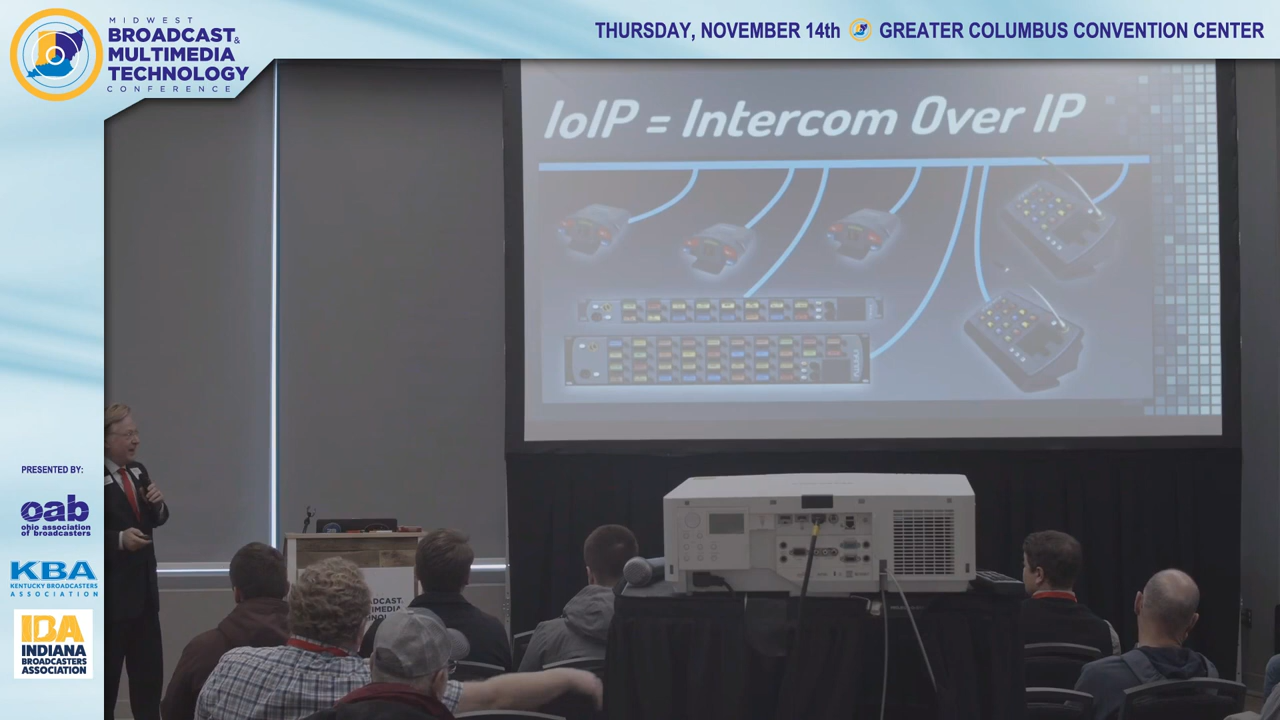 MIDWEST
BROADCAST &
MULTIMEDIA
TECHNOLOGY
CONFERENCE
THURSDAY, NOVEMBER 14th
GREATER COLUMBUS CONVENTION CENTER
IoIP = Intercom Over IP
PRESENTED BY:
oab
ohio association
of broadcasters
KBA
KENTUCKY BROADCASTERS
ASSOCIATION
IBA
INDIANA
BROADCASTERS
ASSOCIATION